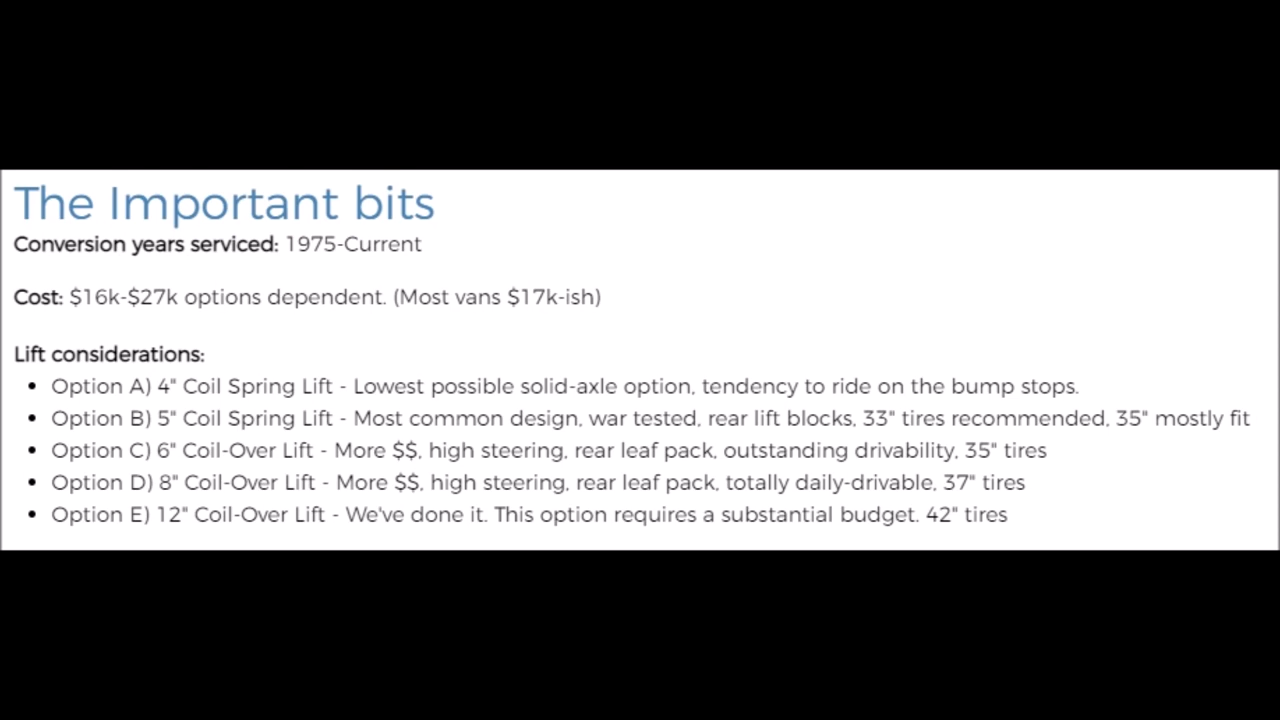 The Important bits
Conversion years serviced: 1975-Current
Cost: $16k-$27k options dependent. (Most vans $17k-ish)
Lift considerations:
• Option A) 4" Coil Spring Lift - Lowest possible solid-axle option, tendency to ride on the bump stops.
• Option B) 5" Coil Spring Lift - Most common design, war tested, rear lift blocks, 33" tires recommended, 35" mostly fit
• Option C) 6" Coil-Over Lift - More $$, high steering, rear leaf pack, outstanding drivability, 35" tires
• Option D) 8" Coil-Over Lift - More $$, high steering, rear leaf pack, totally daily-drivable, 37" tires
• Option E) 12" Coil-Over Lift - We've done it. This option requires a substantial budget. 42" tires